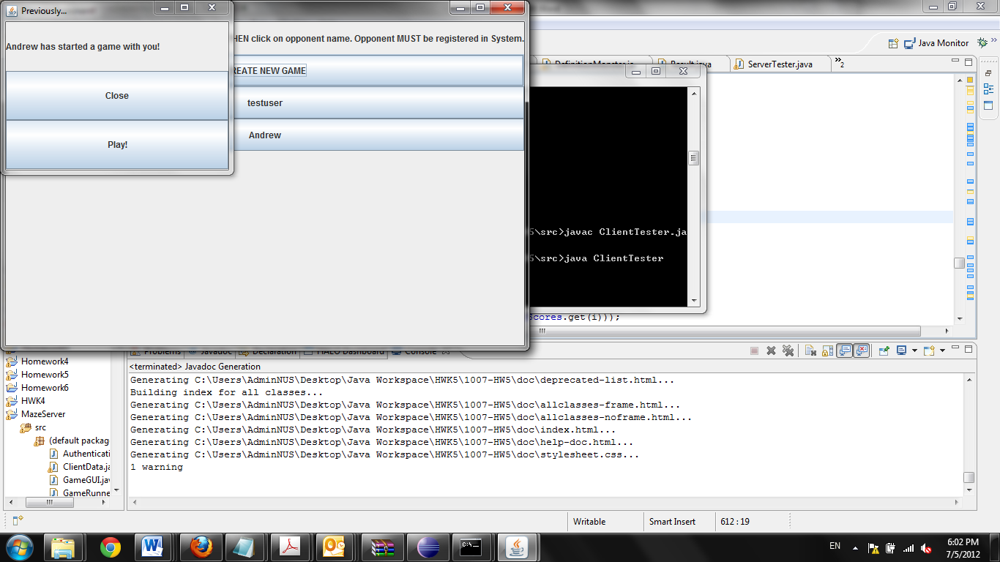 Previously...
Andrew has started a game with you!
Close
Play!
HEN click on opponent name. Opponent MUST be registered in System.
REATE NEW GAME
testuser
Andrew
Java Monitor
Result.java
ServerTester.java
2
5\src>javac ClientTester.ja
5\src>java ClientTester
Scores.get(i)));
Problems
Javadoc
Declaration
HALO Dashboard
Console
Homework4
Homework5
Homework6
HWK4
MazeServer
src
(default packag
Authenticati
ClientData.ja
GameGUI.jav
GameRunne
<terminated> Javadoc Generation
Generating C:\Users\AdminNUS\Desktop\Java Workspace\HWK5\1007-HW5\doc\deprecated-list.html...
Building index for all classes...
Generating C:\Users\AdminNUS\Desktop\Java Workspace\HWK5\1007-HW5\doc\allclasses-frame.html...
Generating C:\Users\AdminNUS\Desktop\Java Workspace\HWK5\1007-HW5\doc\allclasses-noframe.html...
Generating C:\Users\AdminNUS\Desktop\Java Workspace\HWK5\1007-HW5\doc\index.html...
Generating C:\Users\AdminNUS\Desktop\Java Workspace\HWK5\1007-HW5\doc\help-doc.html...
Generating C:\Users\AdminNUS\Desktop\Java Workspace\HWK5\1007-HW5\doc\stylesheet.css...
1 warning
Writable
Smart Insert
612 : 19
EN
6:02 PM
7/5/2012